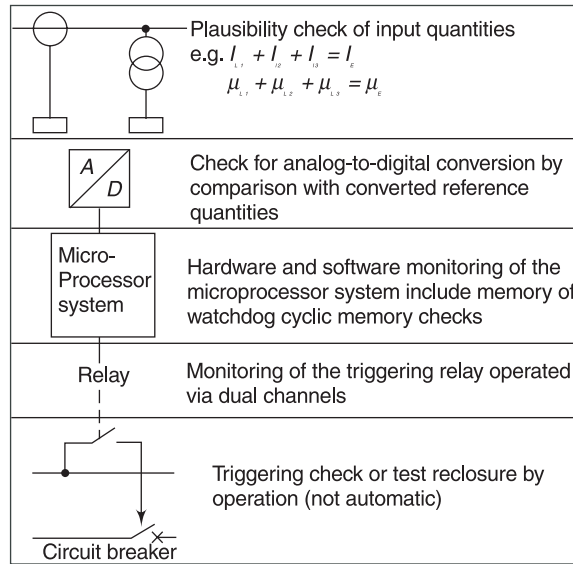 Plausibility check of input quantities
e.g. I_L1 + I_I2 + I_I3 = I_E
μ_L1 + μ_L2 + μ_L3 = μ_E
A
D
Check for analog-to-digital conversion by
comparison with converted reference
quantities
Micro-
Processor
system
Hardware and software monitoring of the
microprocessor system include memory of
watchdog cyclic memory checks
Relay
Monitoring of the triggering relay operated
via dual channels
Triggering check or test reclosure by
operation (not automatic)
Circuit breaker